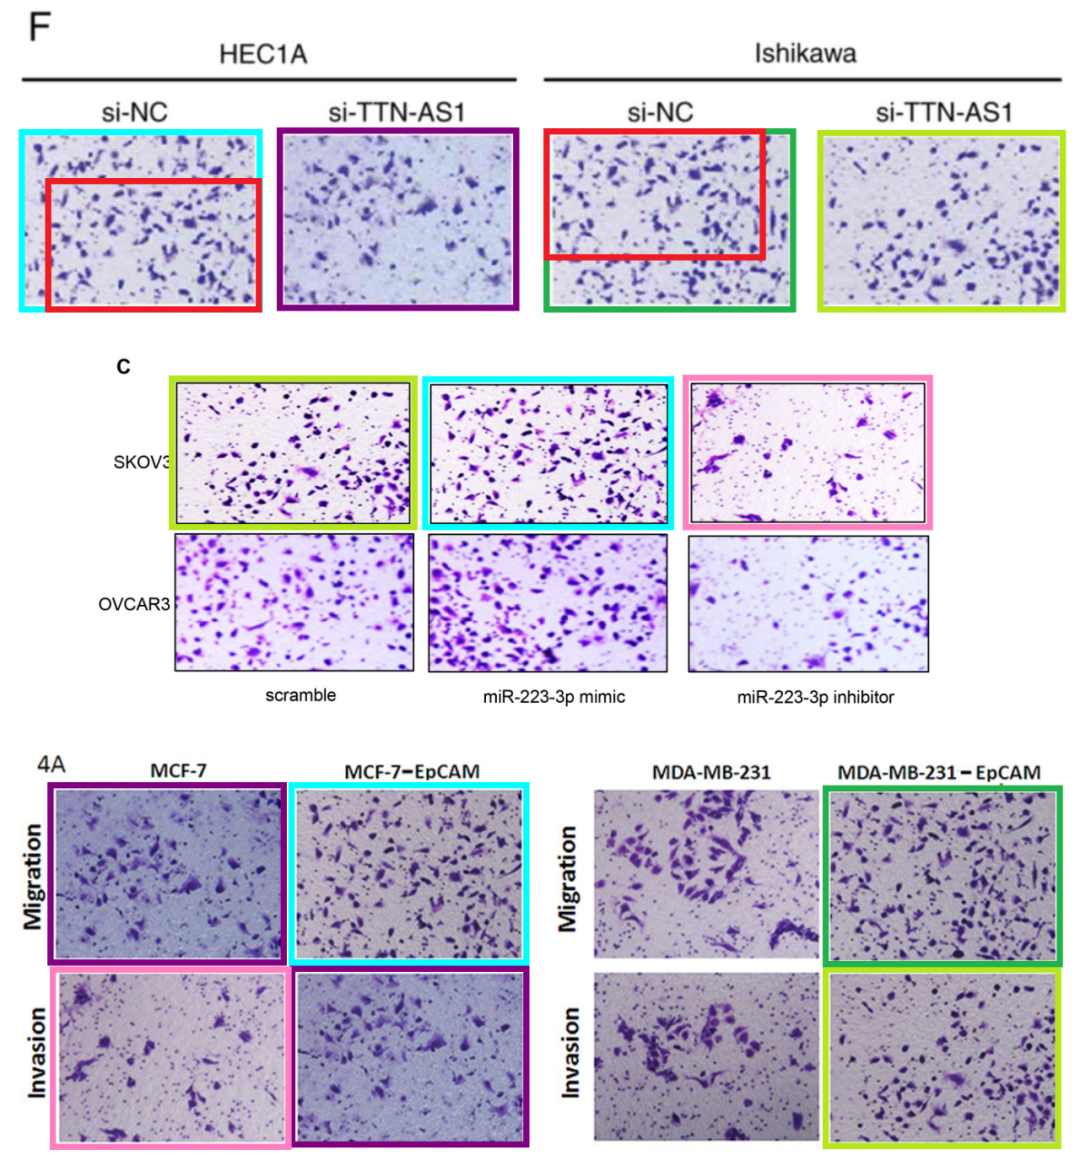 F
HEC1A Ishikawa
si-NC si-TTN-AS1 si-NC si-TTN-AS1
C
SKOV3
OVCAR3
scramble miR-223-3p mimic miR-223-3p inhibitor
4A
MCF-7 MCF-7-EpCAM MDA-MB-231 MDA-MB-231 - EpCAM
Migration Migration
Invasion Invasion